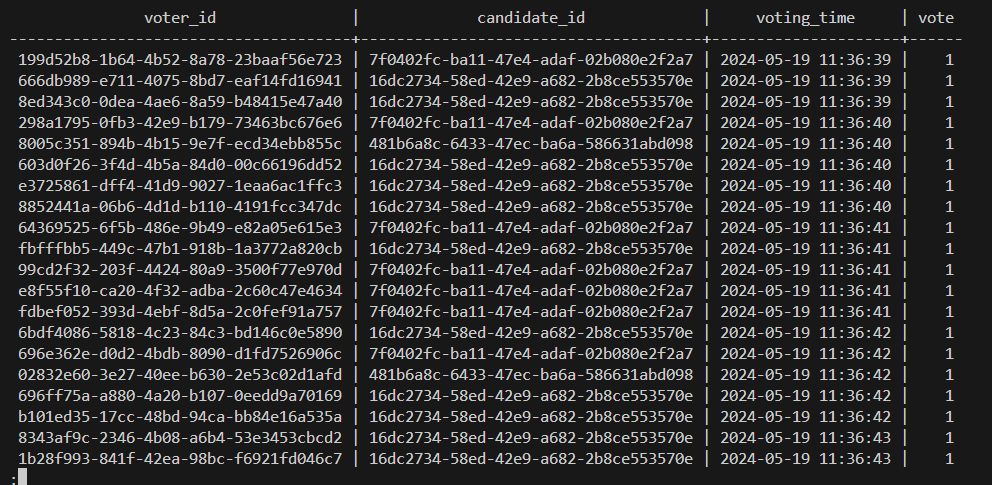 voter_id | candidate_id | voting_time | vote
--------------------------------------+--------------------------------------+---------------------+------
199d52b8-1b64-4b52-8a78-23baaf56e723 | 7f0402fc-ba11-47e4-adaf-02b080e2f2a7 | 2024-05-19 11:36:39 | 1
666db989-e711-4075-8bd7-eaf14fd16941 | 16dc2734-58ed-42e9-a682-2b8ce553570e | 2024-05-19 11:36:39 | 1
8ed343c0-0dea-4ae6-8a59-b48415e47a40 | 16dc2734-58ed-42e9-a682-2b8ce553570e | 2024-05-19 11:36:39 | 1
298a1795-0fb3-42e9-b179-73463bc676e6 | 7f0402fc-ba11-47e4-adaf-02b080e2f2a7 | 2024-05-19 11:36:40 | 1
8005c351-894b-4b15-9e7f-ecd34ebb855c | 481b6a8c-6433-47ec-ba6a-586631abd098 | 2024-05-19 11:36:40 | 1
603d0f26-3f4d-4b5a-84d0-00c66196dd52 | 16dc2734-58ed-42e9-a682-2b8ce553570e | 2024-05-19 11:36:40 | 1
e3725861-dff4-41d9-9027-1eaa6ac1ffc3 | 16dc2734-58ed-42e9-a682-2b8ce553570e | 2024-05-19 11:36:40 | 1
8852441a-06b6-4d1d-b110-4191fcc347dc | 16dc2734-58ed-42e9-a682-2b8ce553570e | 2024-05-19 11:36:40 | 1
64369525-6f5b-486e-9b49-e82a05e615e3 | 7f0402fc-ba11-47e4-adaf-02b080e2f2a7 | 2024-05-19 11:36:41 | 1
fbfffbb5-449c-47b1-918b-1a3772a820cb | 16dc2734-58ed-42e9-a682-2b8ce553570e | 2024-05-19 11:36:41 | 1
99cd2f32-203f-4424-80a9-3500f77e970d | 7f0402fc-ba11-47e4-adaf-02b080e2f2a7 | 2024-05-19 11:36:41 | 1
e8f55f10-ca20-4f32-adba-2c60c47e4634 | 7f0402fc-ba11-47e4-adaf-02b080e2f2a7 | 2024-05-19 11:36:41 | 1
fdbef052-393d-4ebf-8d5a-2c0fef91a757 | 7f0402fc-ba11-47e4-adaf-02b080e2f2a7 | 2024-05-19 11:36:41 | 1
6bdf4086-5818-4c23-84c3-bd146c0e5890 | 16dc2734-58ed-42e9-a682-2b8ce553570e | 2024-05-19 11:36:42 | 1
696e362e-d0d2-4bdb-8090-d1fd7526906c | 7f0402fc-ba11-47e4-adaf-02b080e2f2a7 | 2024-05-19 11:36:42 | 1
02832e60-3e27-40ee-b630-2e53c02d1afd | 481b6a8c-6433-47ec-ba6a-586631abd098 | 2024-05-19 11:36:42 | 1
696ff75a-a880-4a20-b107-0eedd9a70169 | 16dc2734-58ed-42e9-a682-2b8ce553570e | 2024-05-19 11:36:42 | 1
b101ed35-17cc-48bd-94ca-bb84e16a535a | 16dc2734-58ed-42e9-a682-2b8ce553570e | 2024-05-19 11:36:42 | 1
8343af9c-2346-4b08-a6b4-53e3453cbcd2 | 16dc2734-58ed-42e9-a682-2b8ce553570e | 2024-05-19 11:36:43 | 1
1b28f993-841f-42ea-98bc-f6921fd046c7 | 16dc2734-58ed-42e9-a682-2b8ce553570e | 2024-05-19 11:36:43 | 1
: